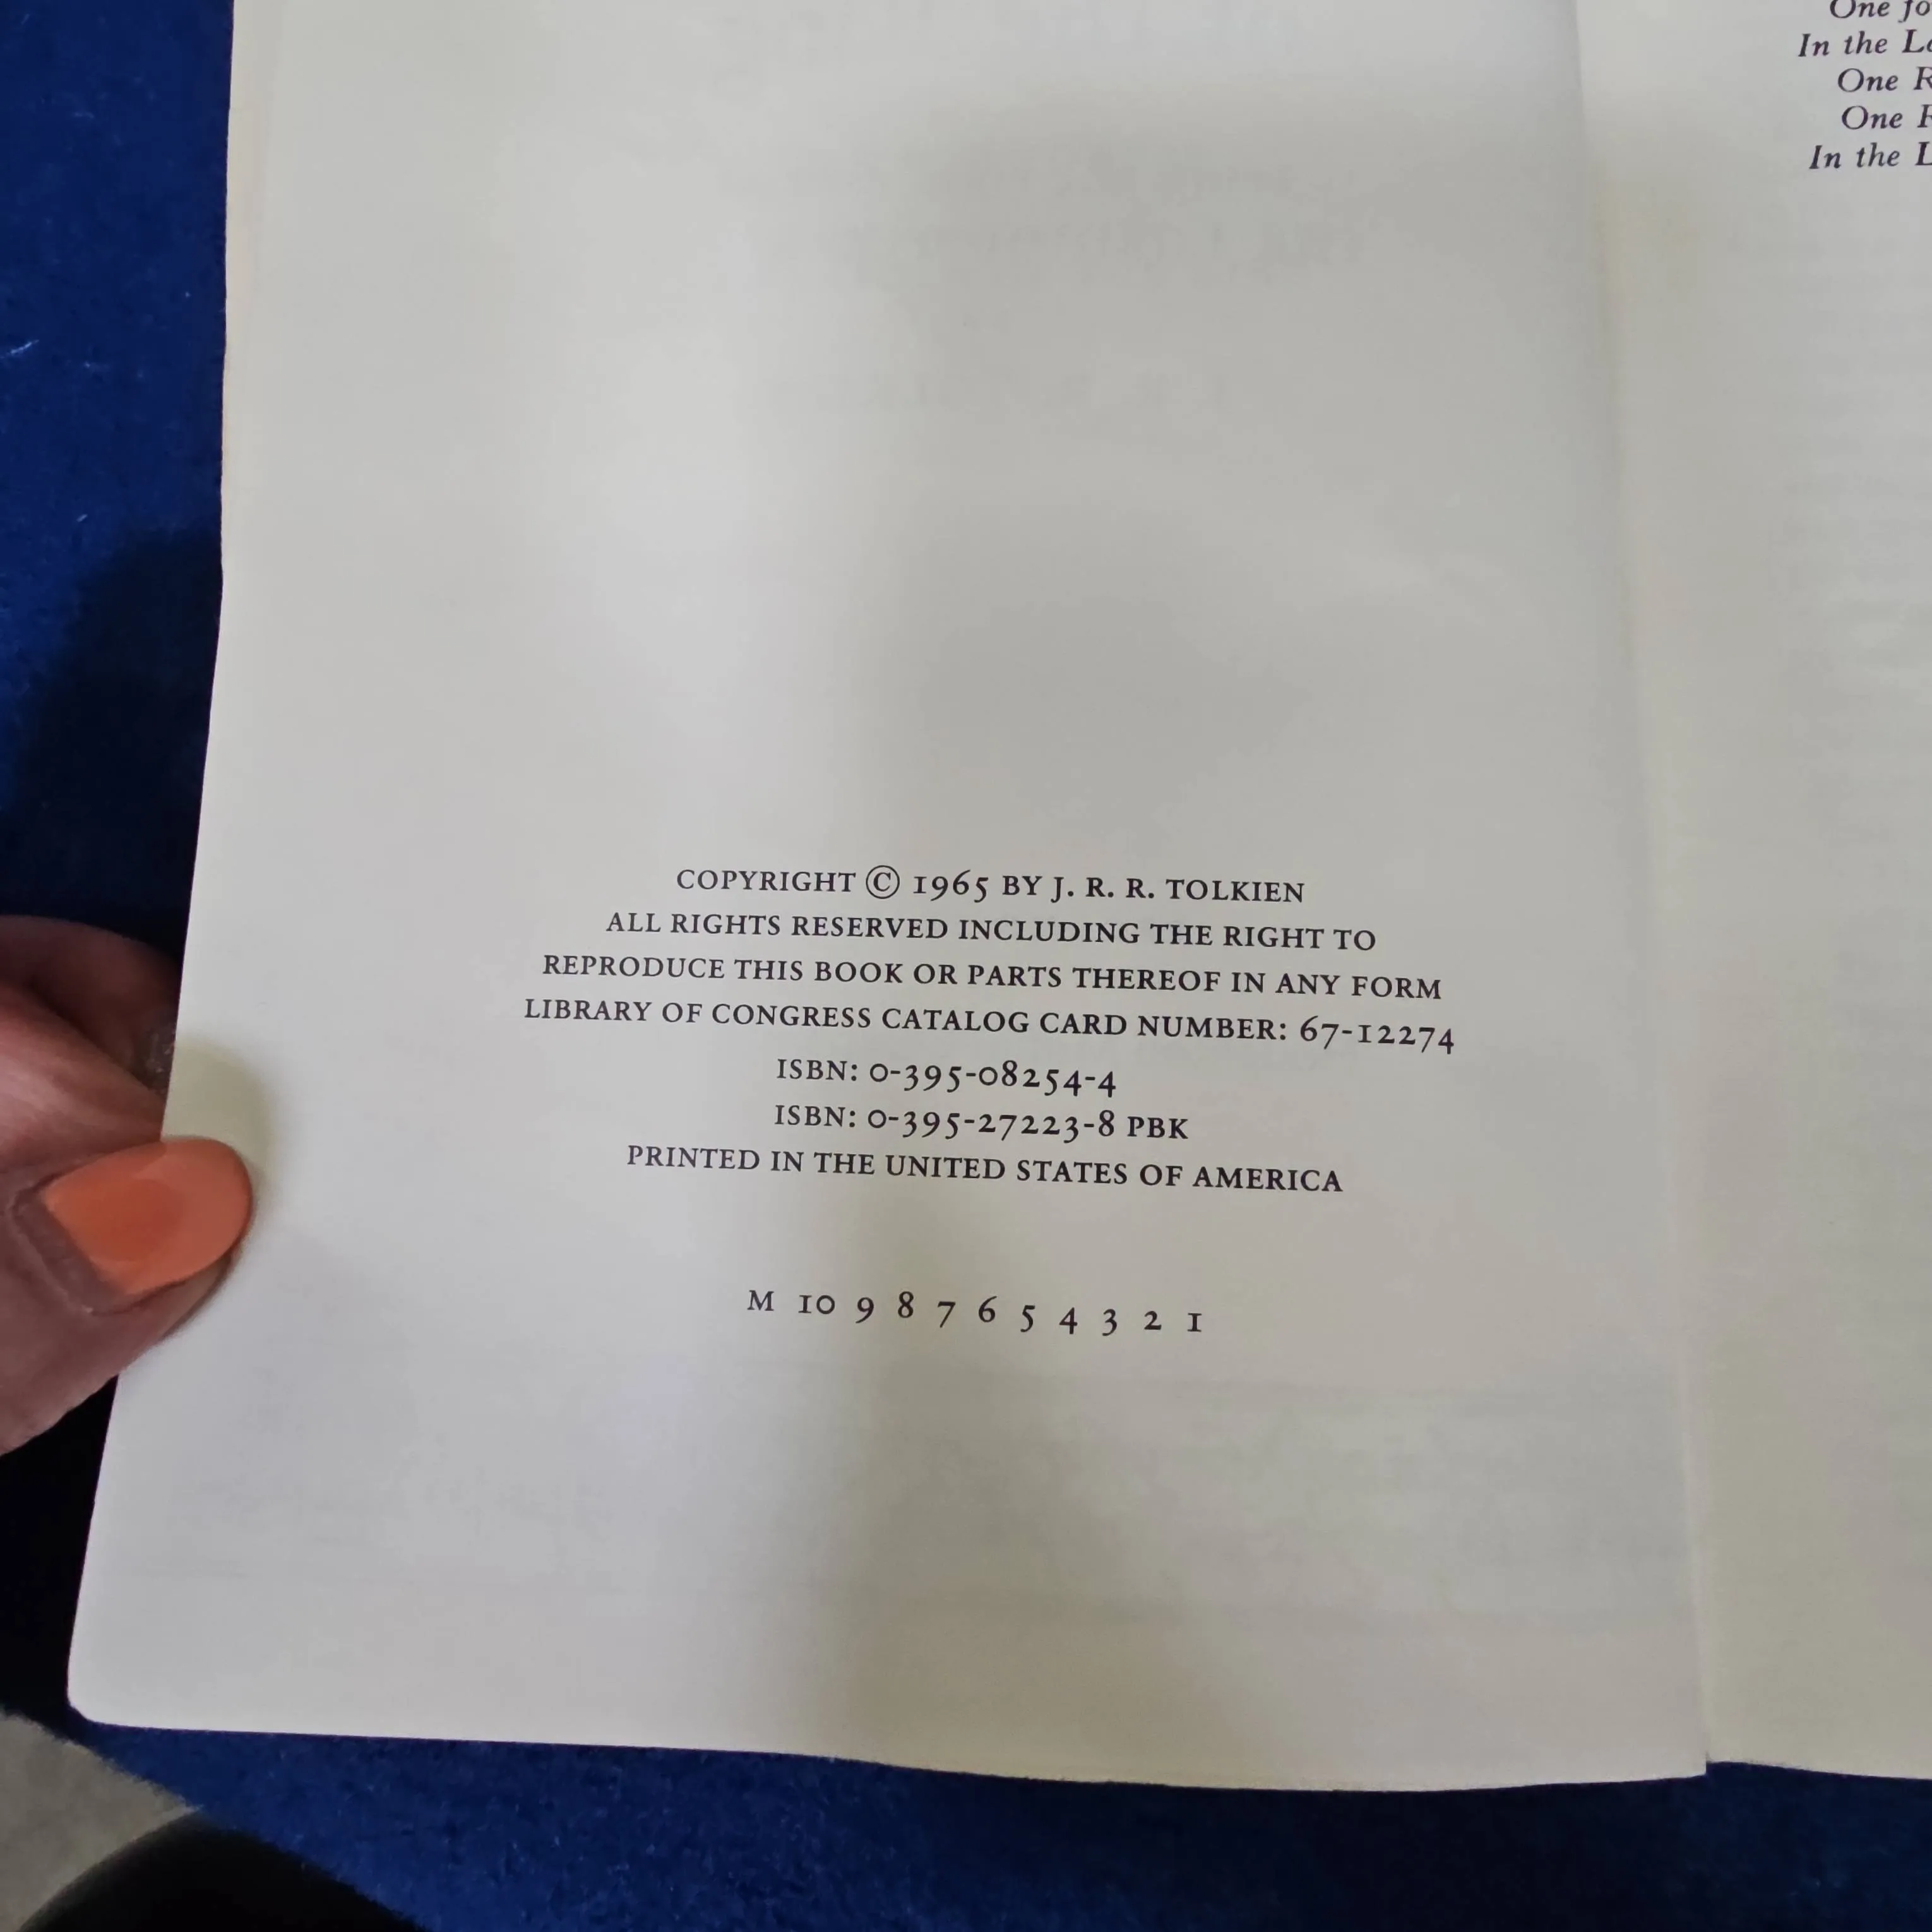 COPYRIGHT © 1965 BY J. R. R. TOLKIEN
ALL RIGHTS RESERVED INCLUDING THE RIGHT TO
REPRODUCE THIS BOOK OR PARTS THEREOF IN ANY FORM
LIBRARY OF CONGRESS CATALOG CARD NUMBER: 67-12274
ISBN: 0-395-08254-4
ISBN: 0-395-27223-8 PBK
PRINTED IN THE UNITED STATES OF AMERICA
M 10 9 8 7 6 5 4 3 2 1
One fo
In the
One
One
In the